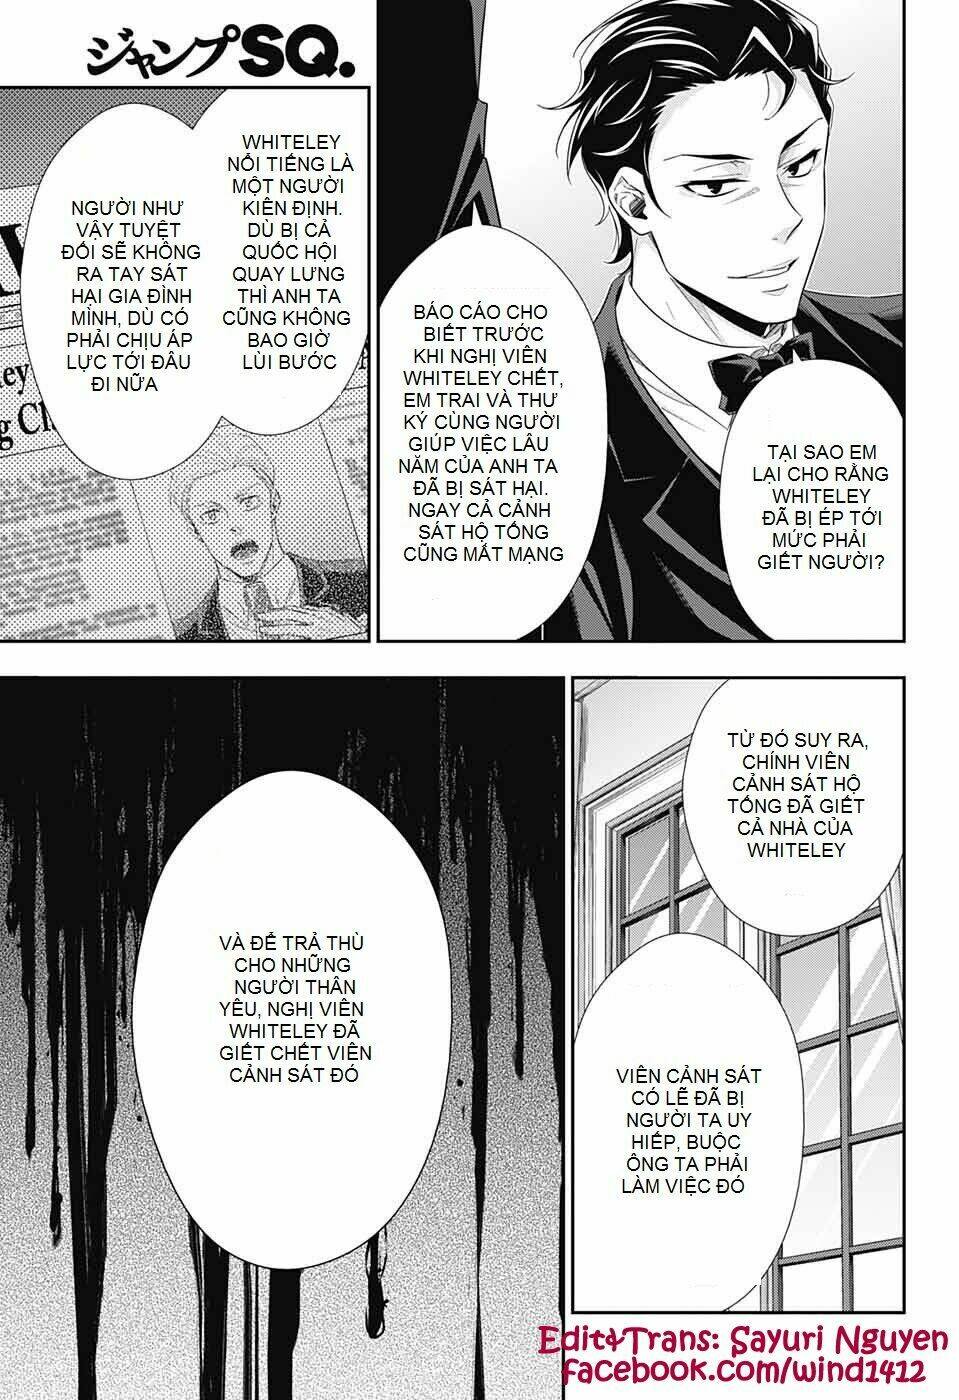 ジャンプSQ.
TẠI SAO EM
LẠI CHO RẰNG
WHITELEY
ĐÃ BỊ ÉP TỚI
MỨC PHẢI
GIẾT NGƯỜI?
BÁO CÁO CHO
BIẾT TRƯỚC
KHI NGHỊ VIÊN
WHITELEY CHẾT,
EM TRAI VÀ THƯ
KÝ CÙNG NGƯỜI
GIÚP VIỆC LÂU
NĂM CỦA ANH TA
ĐÃ BỊ SÁT HẠI.
NGAY CẢ CẢNH
SÁT HỘ TỐNG
CŨNG MẤT MẠNG
WHITELEY
NỔI TIẾNG LÀ
MỘT NGƯỜI
KIÊN ĐỊNH.
DÙ BỊ CẢ
QUỐC HỘI
QUAY LƯNG
THÌ ANH TA
CŨNG KHÔNG
BAO GIỜ
LÙI BƯỚC
NGƯỜI NHƯ
VẬY TUYỆT
ĐỐI SẼ KHÔNG
RA TAY SÁT
HẠI GIA ĐÌNH
MÌNH, DÙ CÓ
PHẢI CHỊU ÁP
LỰC TỚI ĐÂU
ĐI NỮA
TỪ ĐÓ SUY RA,
CHÍNH VIÊN
CẢNH SÁT HỘ
TỐNG ĐÃ GIẾT
CẢ NHÀ CỦA
WHITELEY
VIÊN CẢNH SÁT
CÓ LẼ ĐÃ BỊ
NGƯỜI TA UY
HIẾP, BUỘC
ÔNG TA PHẢI
LÀM VIỆC ĐÓ
VÀ ĐỂ TRẢ THÙ
CHO NHỮNG
NGƯỜI THÂN
YÊU, NGHỊ VIÊN
WHITELEY ĐÃ
GIẾT CHẾT VIÊN
CẢNH SÁT ĐÓ
Edit&Trans: Sayuri Nguyen
facebook.com/wind1412